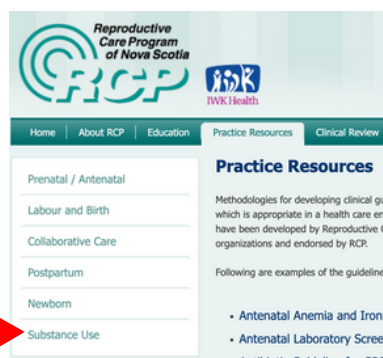 Reproductive
Care Program
of Nova Scotia
RCP
IWK
IWK Health
Home About RCP Education Practice Resources Clinical Review
Prenatal / Antenatal
Labour and Birth
Collaborative Care
Postpartum
Newborn
Substance Use
Practice Resources
Methodologies for developing clinical gu
which is appropriate in a health care en
have been developed by Reproductive C
organizations and endorsed by RCP.
Following are examples of the guideline
• Antenatal Anemia and Iron
• Antenatal Laboratory Scree